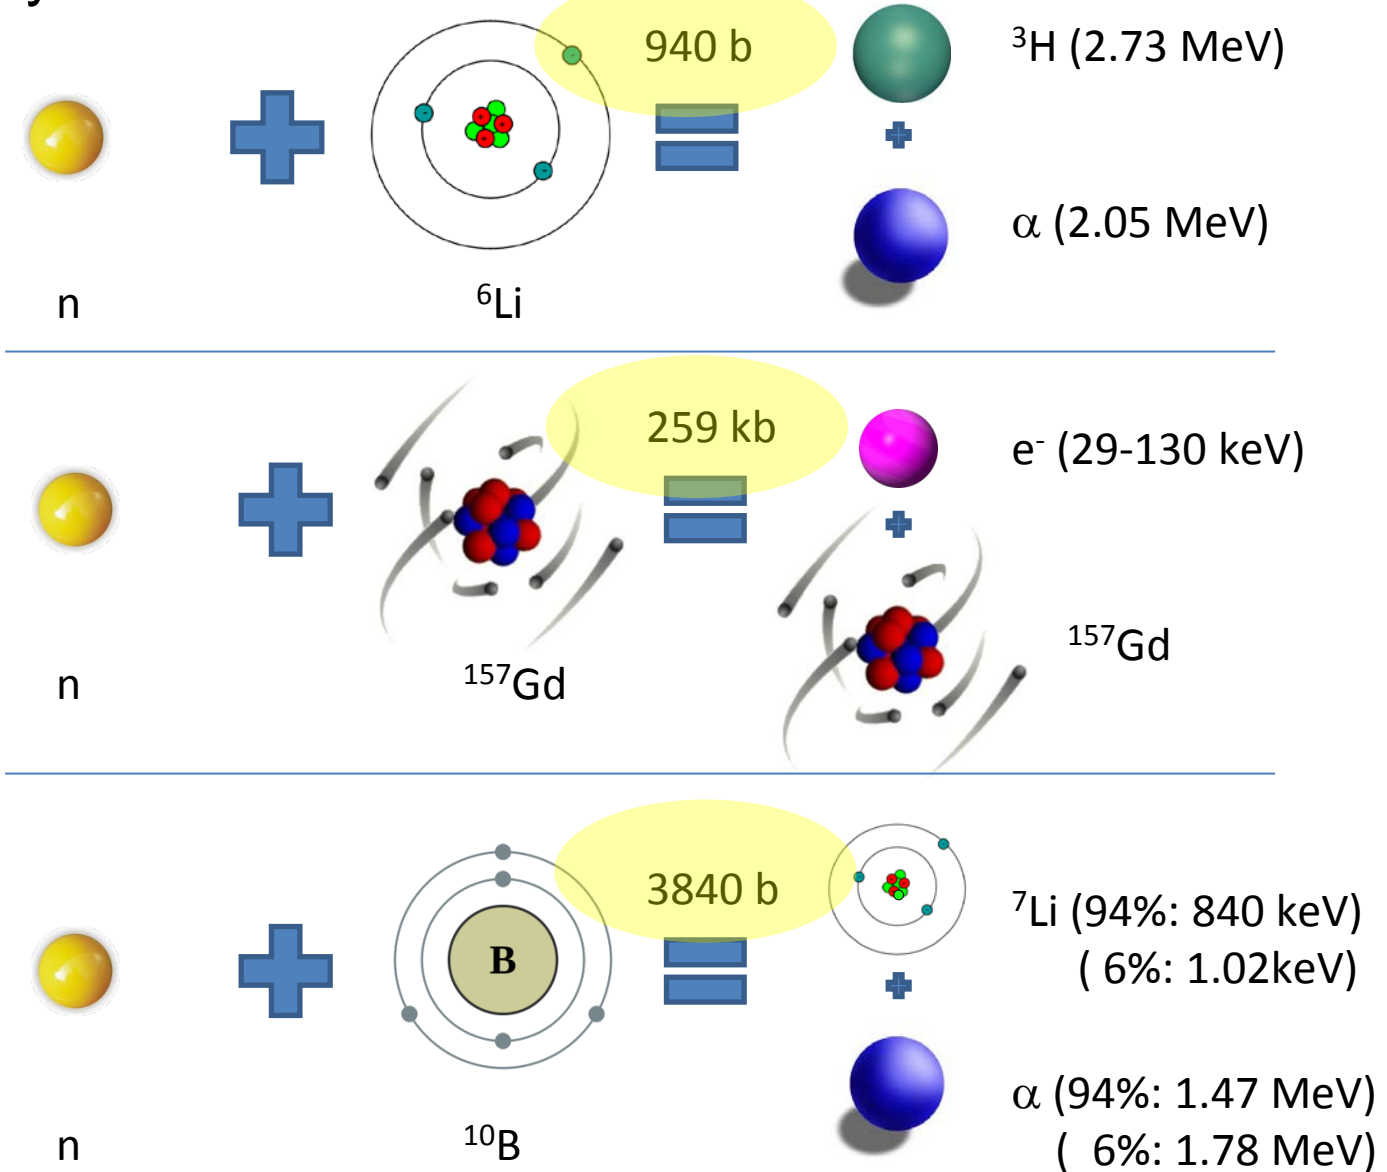 940 b
³H (2.73 MeV)
α (2.05 MeV)
n
⁶Li
259 kb
e⁻ (29-130 keV)
¹⁵⁷Gd
n
¹⁵⁷Gd
3840 b
B
⁷Li (94%: 840 keV)
( 6%: 1.02keV)
α (94%: 1.47 MeV)
( 6%: 1.78 MeV)
n
¹⁰B